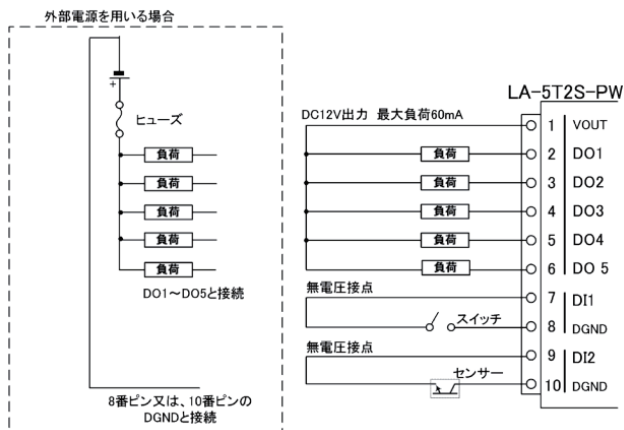 外部電源を用いる場合
+
ヒューズ
負荷
負荷
負荷
負荷
負荷
DO1～DO5と接続
8番ピン又は、10番ピンの
DGNDと接続
LA-5T2S-PW
DC12V出力 最大負荷60mA
1 VOUT
負荷 2 DO1
負荷 3 DO2
負荷 4 DO3
負荷 5 DO4
負荷 6 DO 5
無電圧接点 7 DI1
スイッチ 8 DGND
無電圧接点 9 DI2
センサー 10 DGND